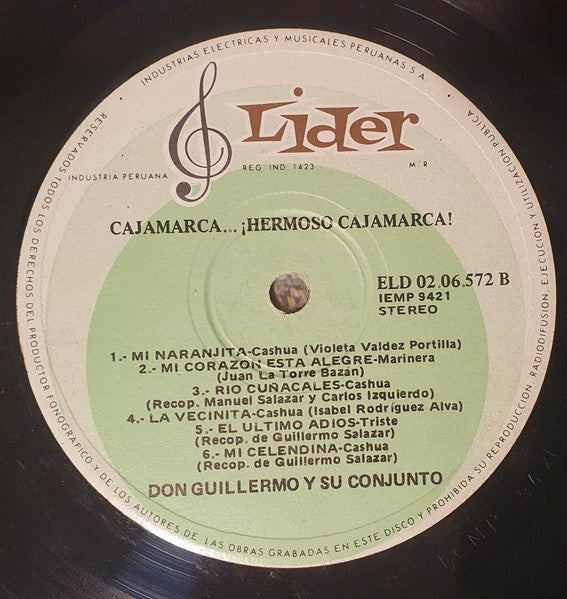 INDUSTRIAS ELECTRICAS Y MUSICALES PERUANAS S A
Lider
INDUSTRIA PERUANA
REG IND 1423
M R
CAJAMARCA... ¡HERMOSO CAJAMARCA!
ELD 02.06.572 B
IEMP 9421
STEREO
1.- MI NARANJITA-Cashua (Violeta Valdez Portilla)
2.- MI CORAZON ESTA ALEGRE-Marinera
(Juan La Torre Bazán)
3.- RIO CUÑACALES-Cashua
(Recop. Manuel Salazar y Carlos Izquierdo)
4.- LA VECINITA-Cashua (Isabel Rodríguez Alva)
5.- EL ULTIMO ADIOS-Triste
(Recop. de Guillermo Salazar)
6.- MI CELENDINA-Cashua
(Recop. de Guillermo Salazar)
DON GUILLERMO Y SU CONJUNTO
RESERVADOS TODOS LOS DERECHOS DEL PRODUCTOR FONOGRAFICO Y DE LOS AUTORES DE LAS OBRAS GRABADAS EN ESTE DISCO Y PROHIBIDA SU REPRODUCCION, RADIODIFUSION, EJECUCION Y UTILIZACION PUBLICA